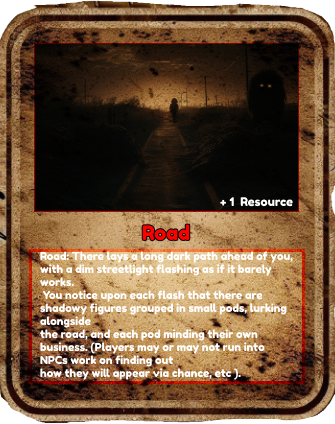 + 1 Resource
Road
Road: There lays a long dark path ahead of you,
with a dim streetlight flashing as if it barely
works.
You notice upon each flash that there are
shadowy figures grouped in small pods, lurking
alongside
the road, and each pod minding their own
business. (Players may or may not run into
NPCs work on finding out
how they will appear via chance, etc ).